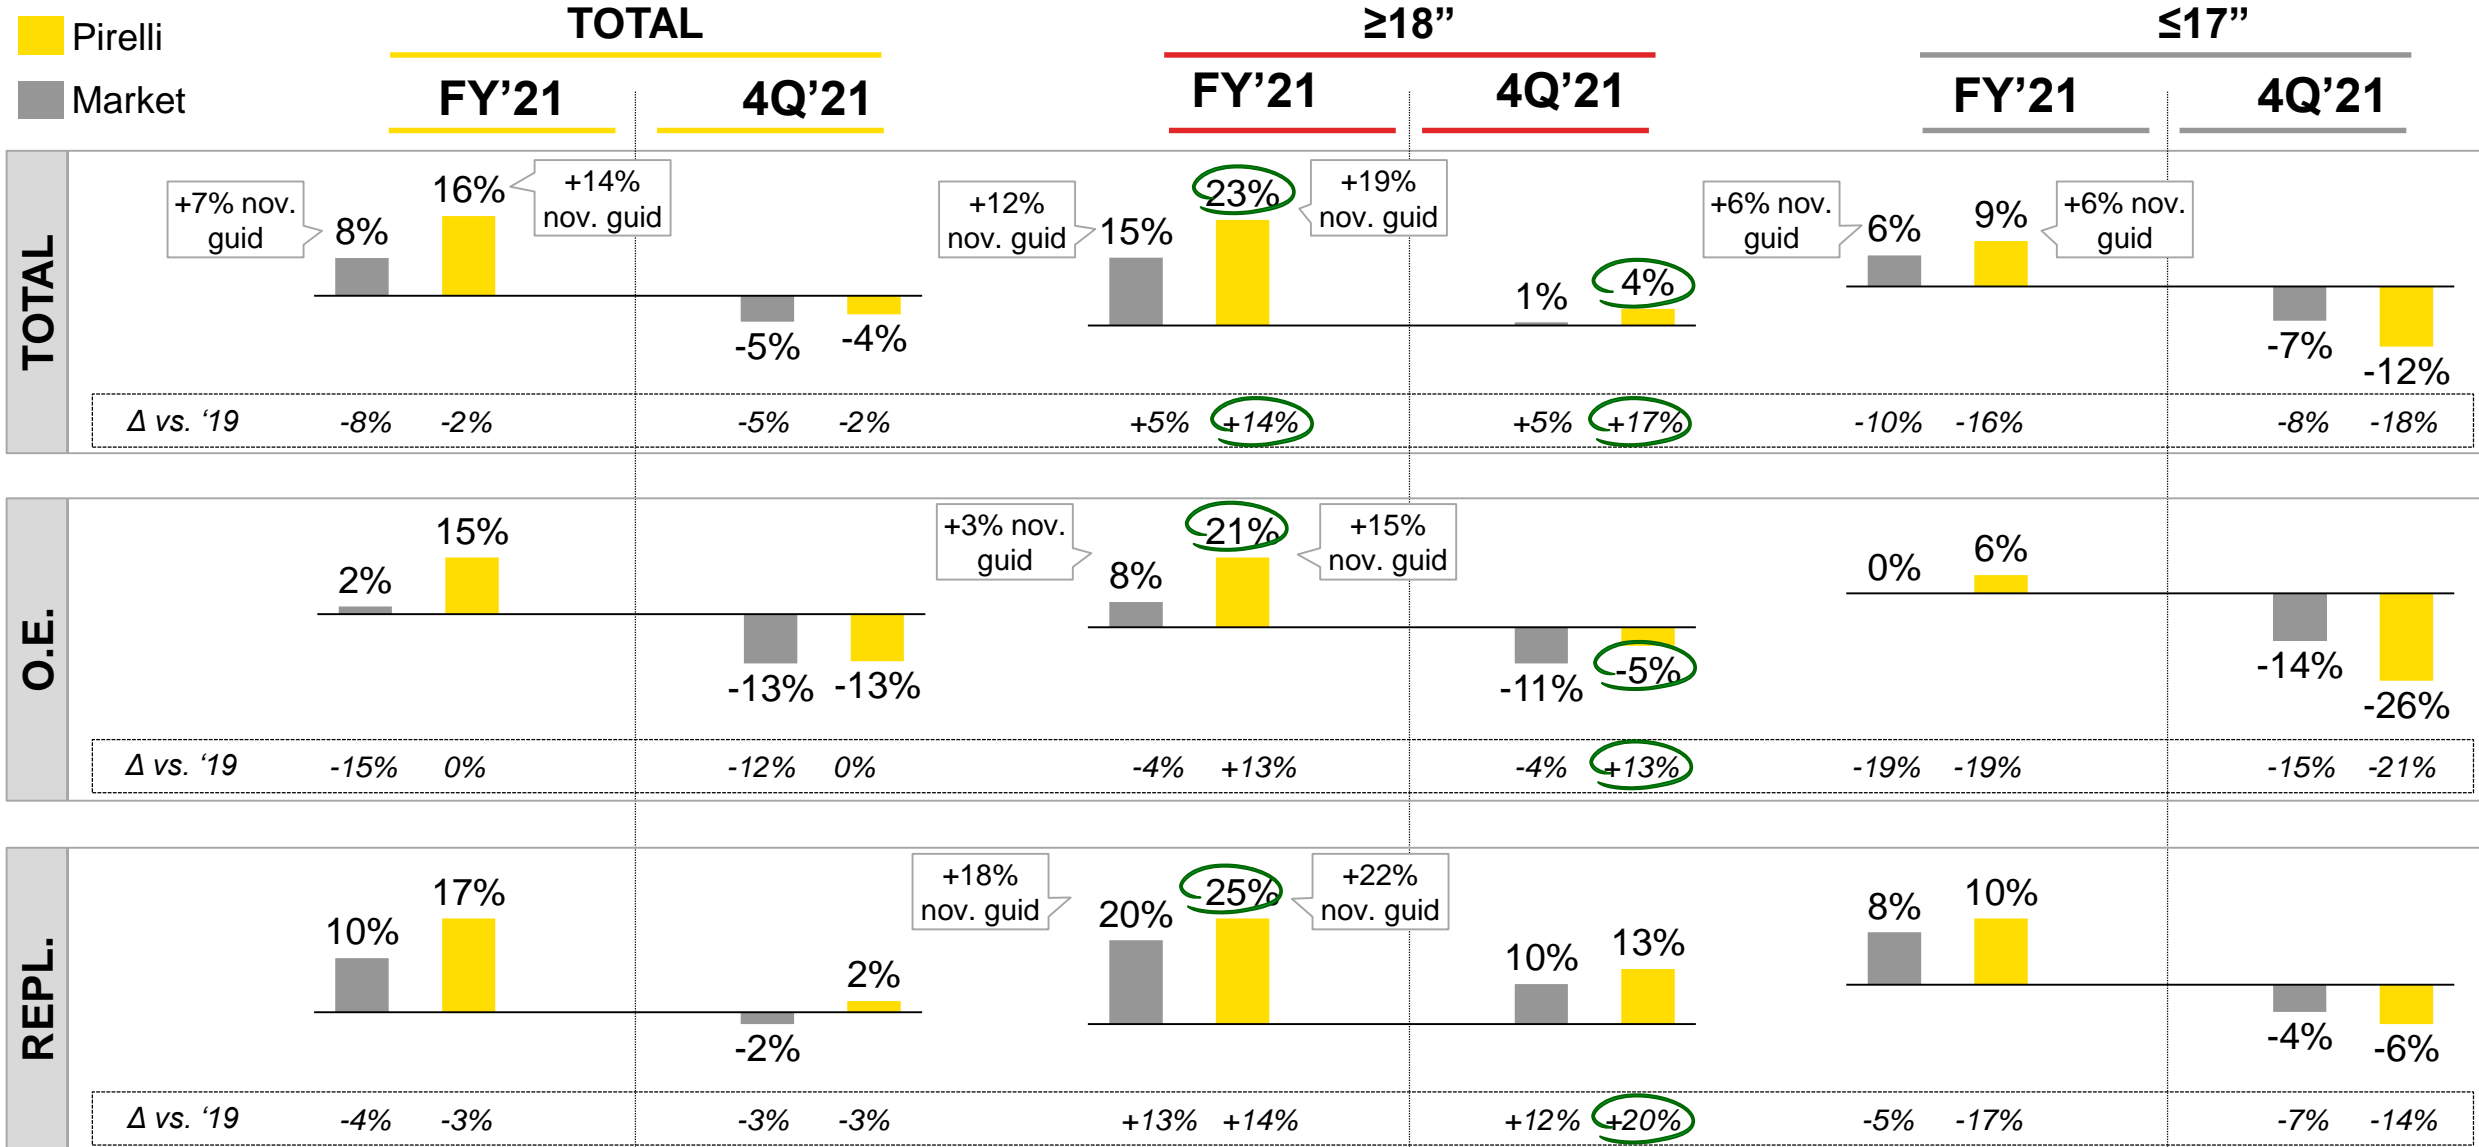 Pirelli
Market
TOTAL
≥18”
≤17”
FY’21
4Q’21
FY’21
4Q’21
FY’21
4Q’21
TOTAL
+7% nov.
guid
8%
16%
+14%
nov. guid
-5%
-4%
+12%
nov. guid
15%
23%
+19%
nov. guid
1%
4%
+6% nov.
guid
6%
9%
+6% nov.
guid
-7%
-12%
Δ vs. ‘19 -8% -2% -5% -2% +5% +14% +5% +17% -10% -16% -8% -18%
O.E.
2%
15%
-13%
-13%
+3% nov.
guid
8%
21%
+15%
nov. guid
-11%
-5%
0%
6%
-14%
-26%
Δ vs. ‘19 -15% 0% -12% 0% -4% +13% -4% +13% -19% -19% -15% -21%
REPL.
10%
17%
-2%
2%
+18%
nov. guid
20%
25%
+22%
nov. guid
10%
13%
8%
10%
-4%
-6%
Δ vs. ‘19 -4% -3% -3% -3% +13% +14% +12% +20% -5% -17% -7% -14%